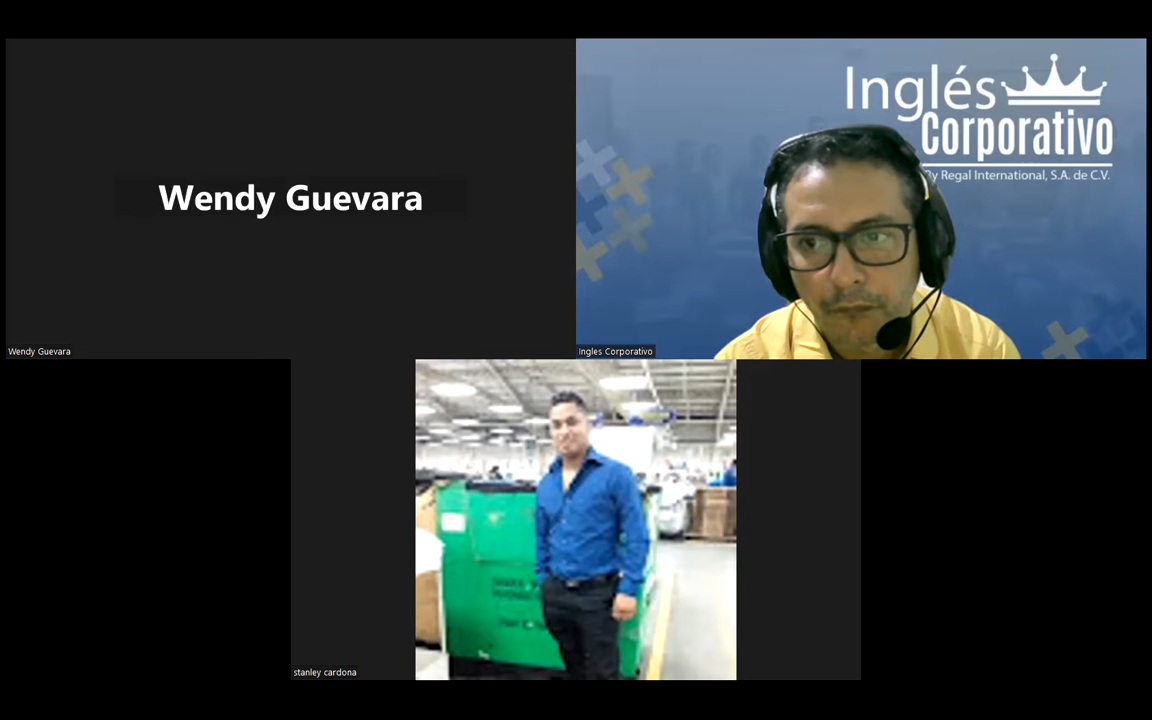 Wendy Guevara
Wendy Guevara
Inglés
Corporativo
By Regal International, S.A. de C.V.
Ingles Corporativo
stanley cardona